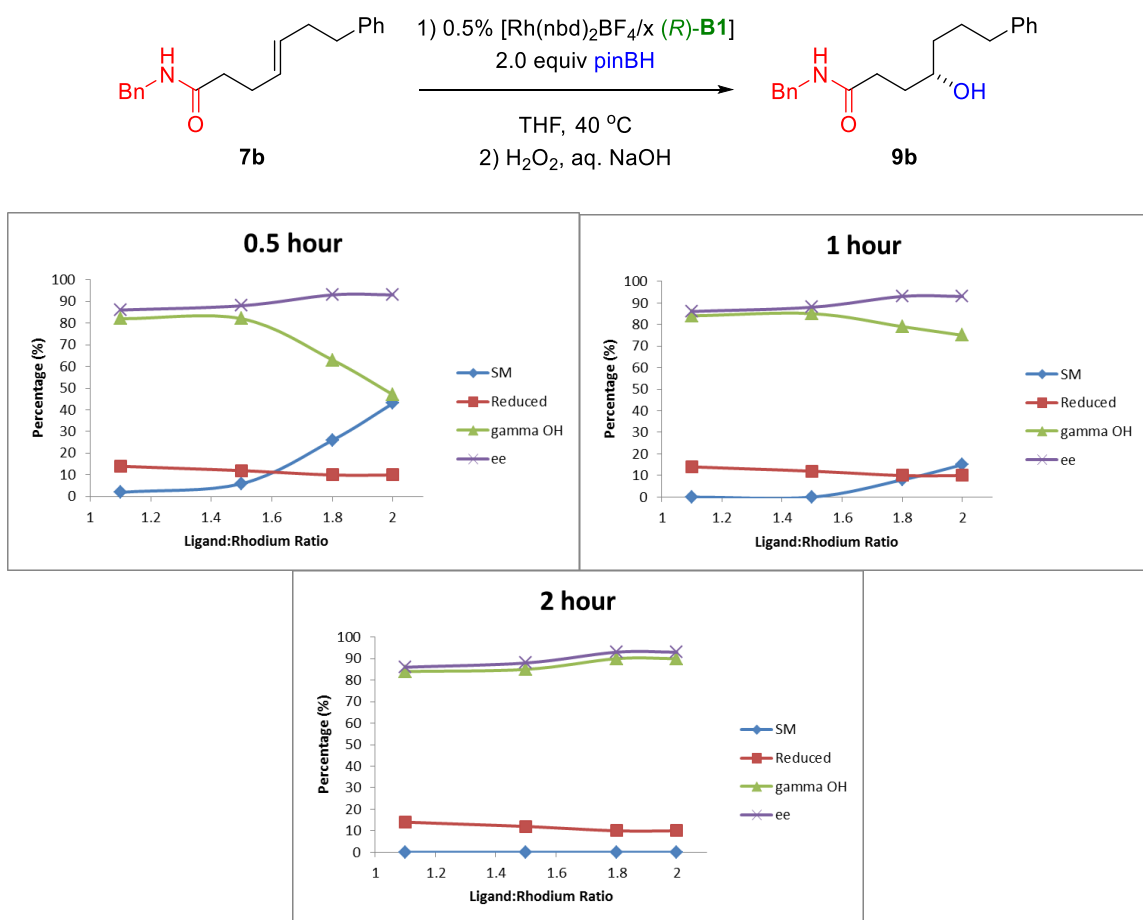 Ph
H
N
Bn
O
7b
1) 0.5% [Rh(nbd)2BF4/x (R)-B1]
2.0 equiv pinBH
THF, 40 °C
2) H2O2, aq. NaOH
Ph
H
N
Bn
O
OH
9b
0.5 hour
Percentage (%)
100
90
80
70
60
50
40
30
20
10
0
1 1.2 1.4 1.6 1.8 2
Ligand:Rhodium Ratio
SM
Reduced
gamma OH
ee
1 hour
Percentage (%)
100
90
80
70
60
50
40
30
20
10
0
1 1.2 1.4 1.6 1.8 2
Ligand:Rhodium Ratio
SM
Reduced
gamma OH
ee
2 hour
Percentage (%)
100
90
80
70
60
50
40
30
20
10
0
1 1.2 1.4 1.6 1.8 2
Ligand:Rhodium Ratio
SM
Reduced
gamma OH
ee